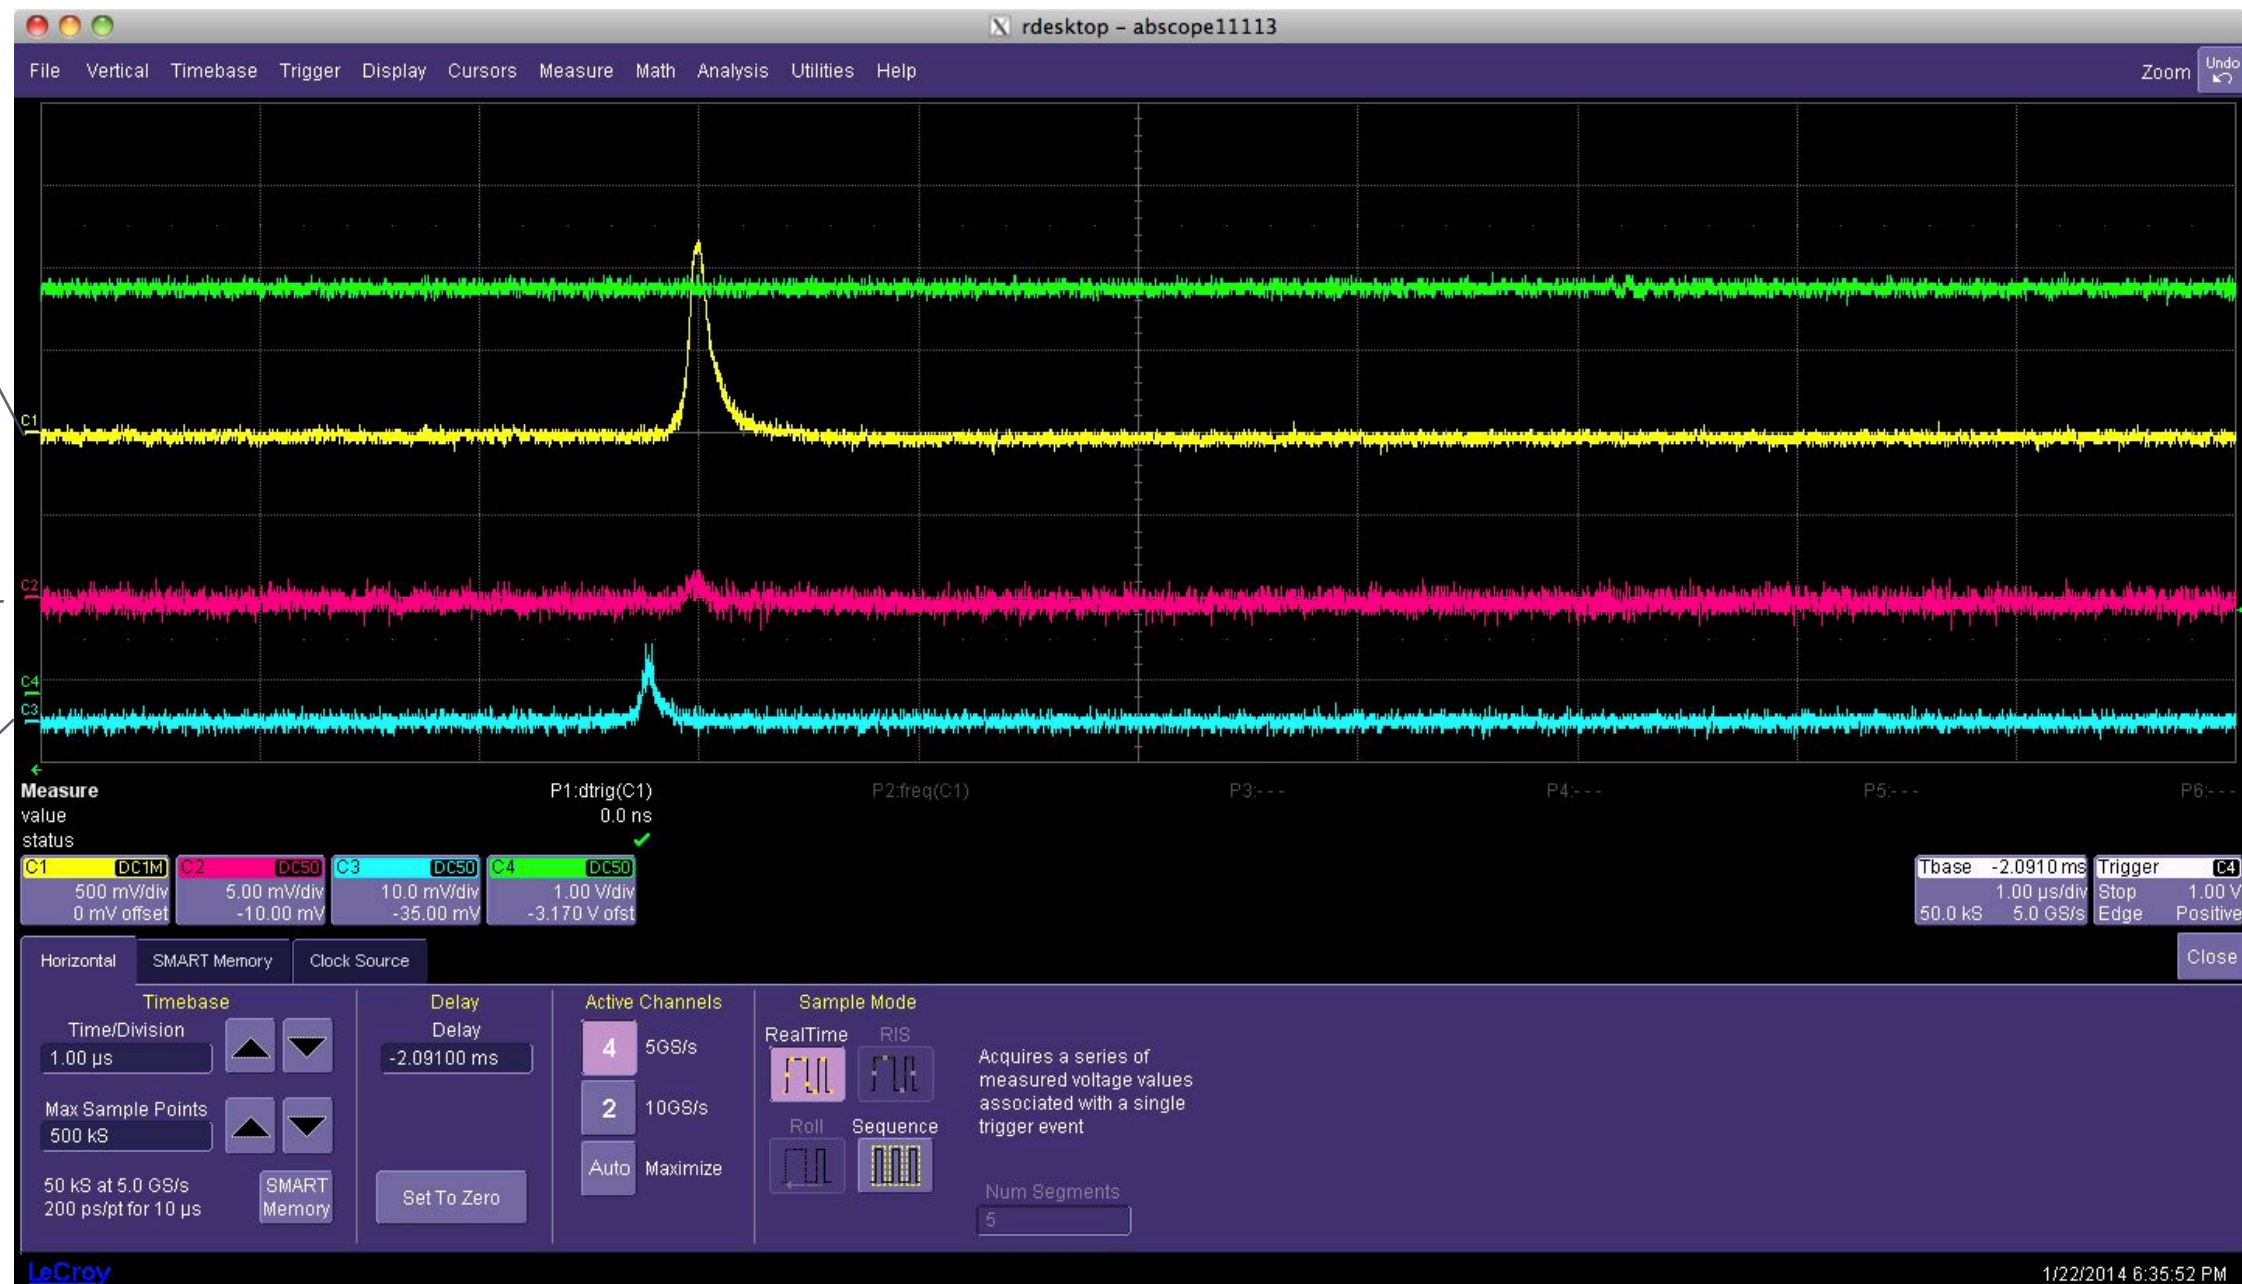 rdesktop – abscope11113
File Vertical Timebase Trigger Display Cursors Measure Math Analysis Utilities Help Zoom Undo
C1
C2
C4
C3
Measure P1:dtrig(C1) P2:freq(C1) P3:--- P4:--- P5:--- P6:---
value 0.0 ns
status
C1 DC1M C2 DC50 C3 DC50 C4 DC50 Tbase -2.0910 ms Trigger C4
500 mV/div 5.00 mV/div 10.0 mV/div 1.00 V/div 1.00 µs/div Stop 1.00 V
0 mV offset -10.00 mV -35.00 mV -3.170 V ofst 50.0 kS 5.0 GS/s Edge Positive
Horizontal SMART Memory Clock Source Close
Timebase Delay Active Channels Sample Mode
Time/Division Delay 4 5GS/s RealTime RIS
1.00 µs -2.09100 ms Acquires a series of
measured voltage values
associated with a single
trigger event
Max Sample Points 2 10GS/s
500 kS Roll Sequence
Auto Maximize
50 kS at 5.0 GS/s SMART Set To Zero Num Segments
200 ps/pt for 10 µs Memory 5
LeCroy 1/22/2014 6:35:52 PM